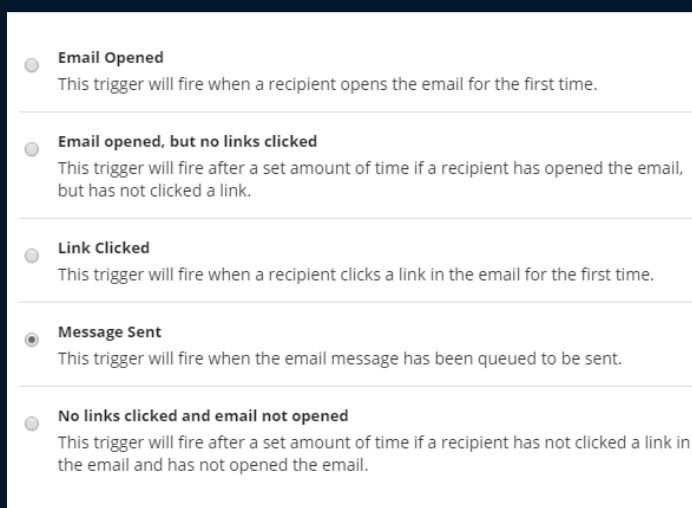 Email Opened
This trigger will fire when a recipient opens the email for the first time.
Email opened, but no links clicked
This trigger will fire after a set amount of time if a recipient has opened the email,
but has not clicked a link.
Link Clicked
This trigger will fire when a recipient clicks a link in the email for the first time.
Message Sent
This trigger will fire when the email message has been queued to be sent.
No links clicked and email not opened
This trigger will fire after a set amount of time if a recipient has not clicked a link in
the email and has not opened the email.